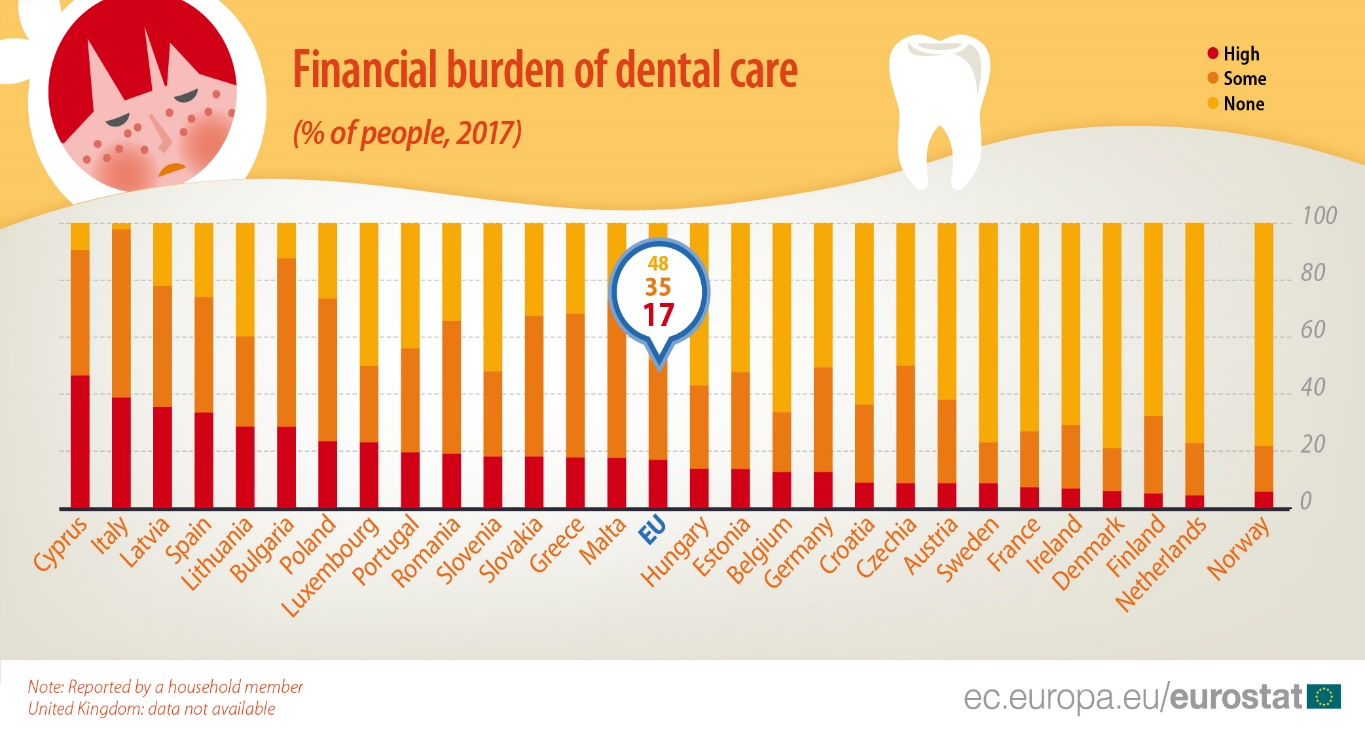 Financial burden of dental care
(% of people, 2017)
High
Some
None
100
80
60
40
20
0
48
35
17
Cyprus
Italy
Latvia
Spain
Lithuania
Bulgaria
Poland
Luxembourg
Portugal
Romania
Slovenia
Slovakia
Greece
Malta
EU
Hungary
Estonia
Belgium
Germany
Croatia
Czechia
Austria
Sweden
France
Ireland
Denmark
Finland
Netherlands
Norway
Note: Reported by a household member
United Kingdom: data not available
ec.europa.eu/eurostat